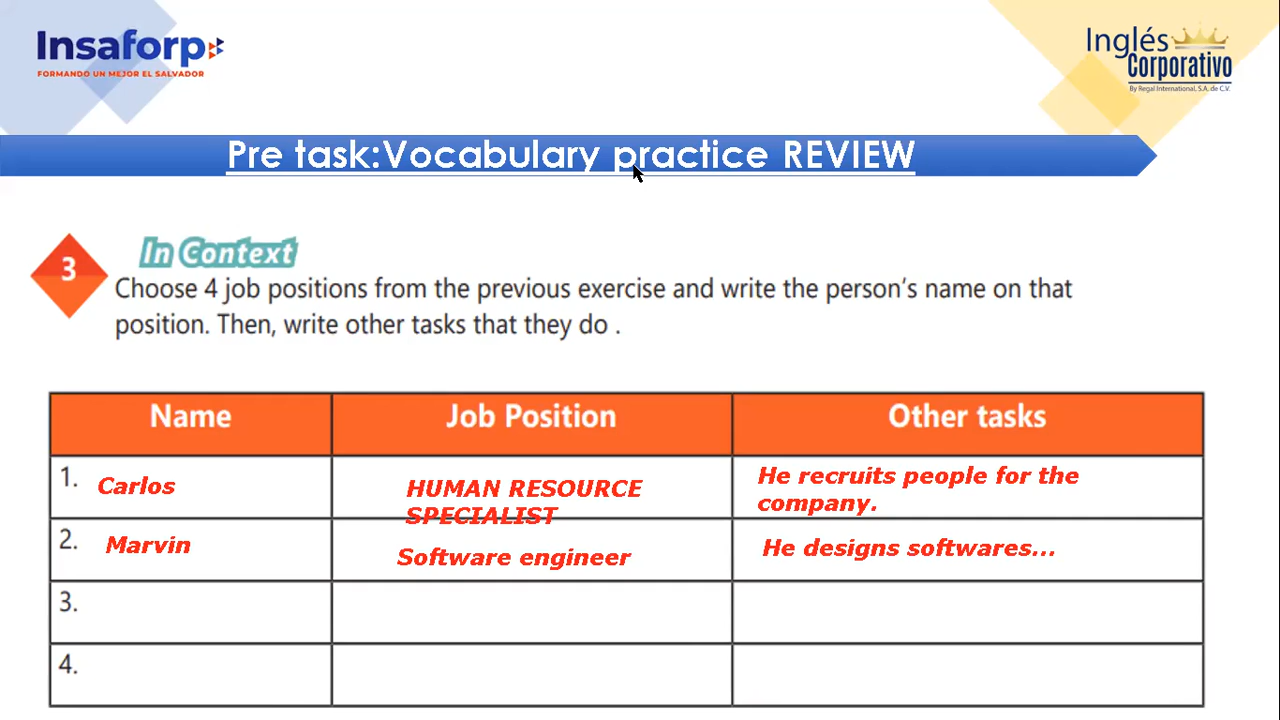 Insaforp
FORMANDO UN MEJOR EL SALVADOR
Inglés
Corporativo
By Regal International, S.A. de C.V.
Pre task:Vocabulary practice REVIEW
3
In Context
Choose 4 job positions from the previous exercise and write the person's name on that
position. Then, write other tasks that they do .
Name Job Position Other tasks
1. Carlos HUMAN RESOURCE SPECIALIST He recruits people for the company.
2. Marvin Software engineer He designs softwares...
3.
4.